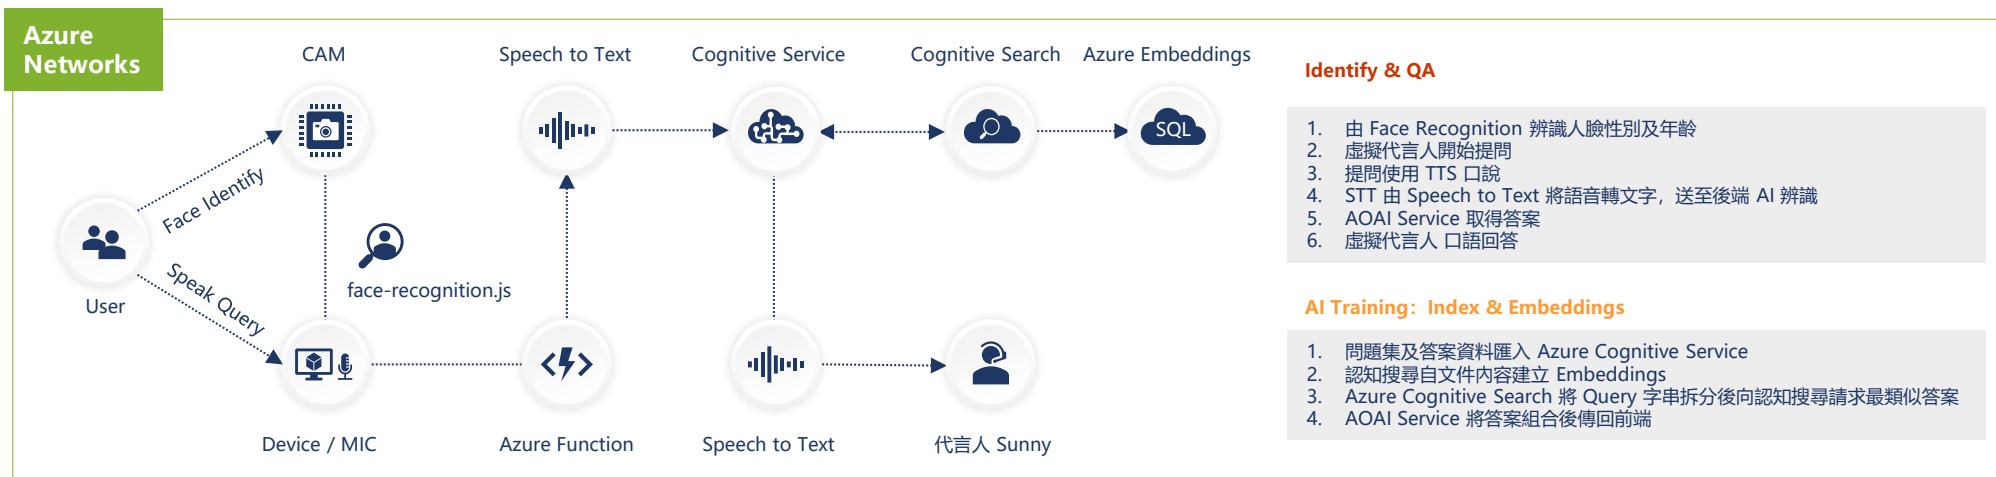 Azure
Networks
CAM
Speech to Text
Cognitive Service
Cognitive Search
Azure Embeddings
SQL
Face Identify
Speak Query
User
face-recognition.js
Device / MIC
Azure Function
Speech to Text
代言人 Sunny
Identify & QA
1. 由 Face Recognition 辨識人臉性別及年齡
2. 虛擬代言人開始提問
3. 提問使用 TTS 口說
4. STT 由 Speech to Text 將語音轉文字，送至後端 AI 辨識
5. AOAI Service 取得答案
6. 虛擬代言人 口語回答
AI Training：Index & Embeddings
1. 問題集及答案資料匯入 Azure Cognitive Service
2. 認知搜尋自文件內容建立 Embeddings
3. Azure Cognitive Search 將 Query 字串拆分後向認知搜尋請求最類似答案
4. AOAI Service 將答案組合後傳回前端